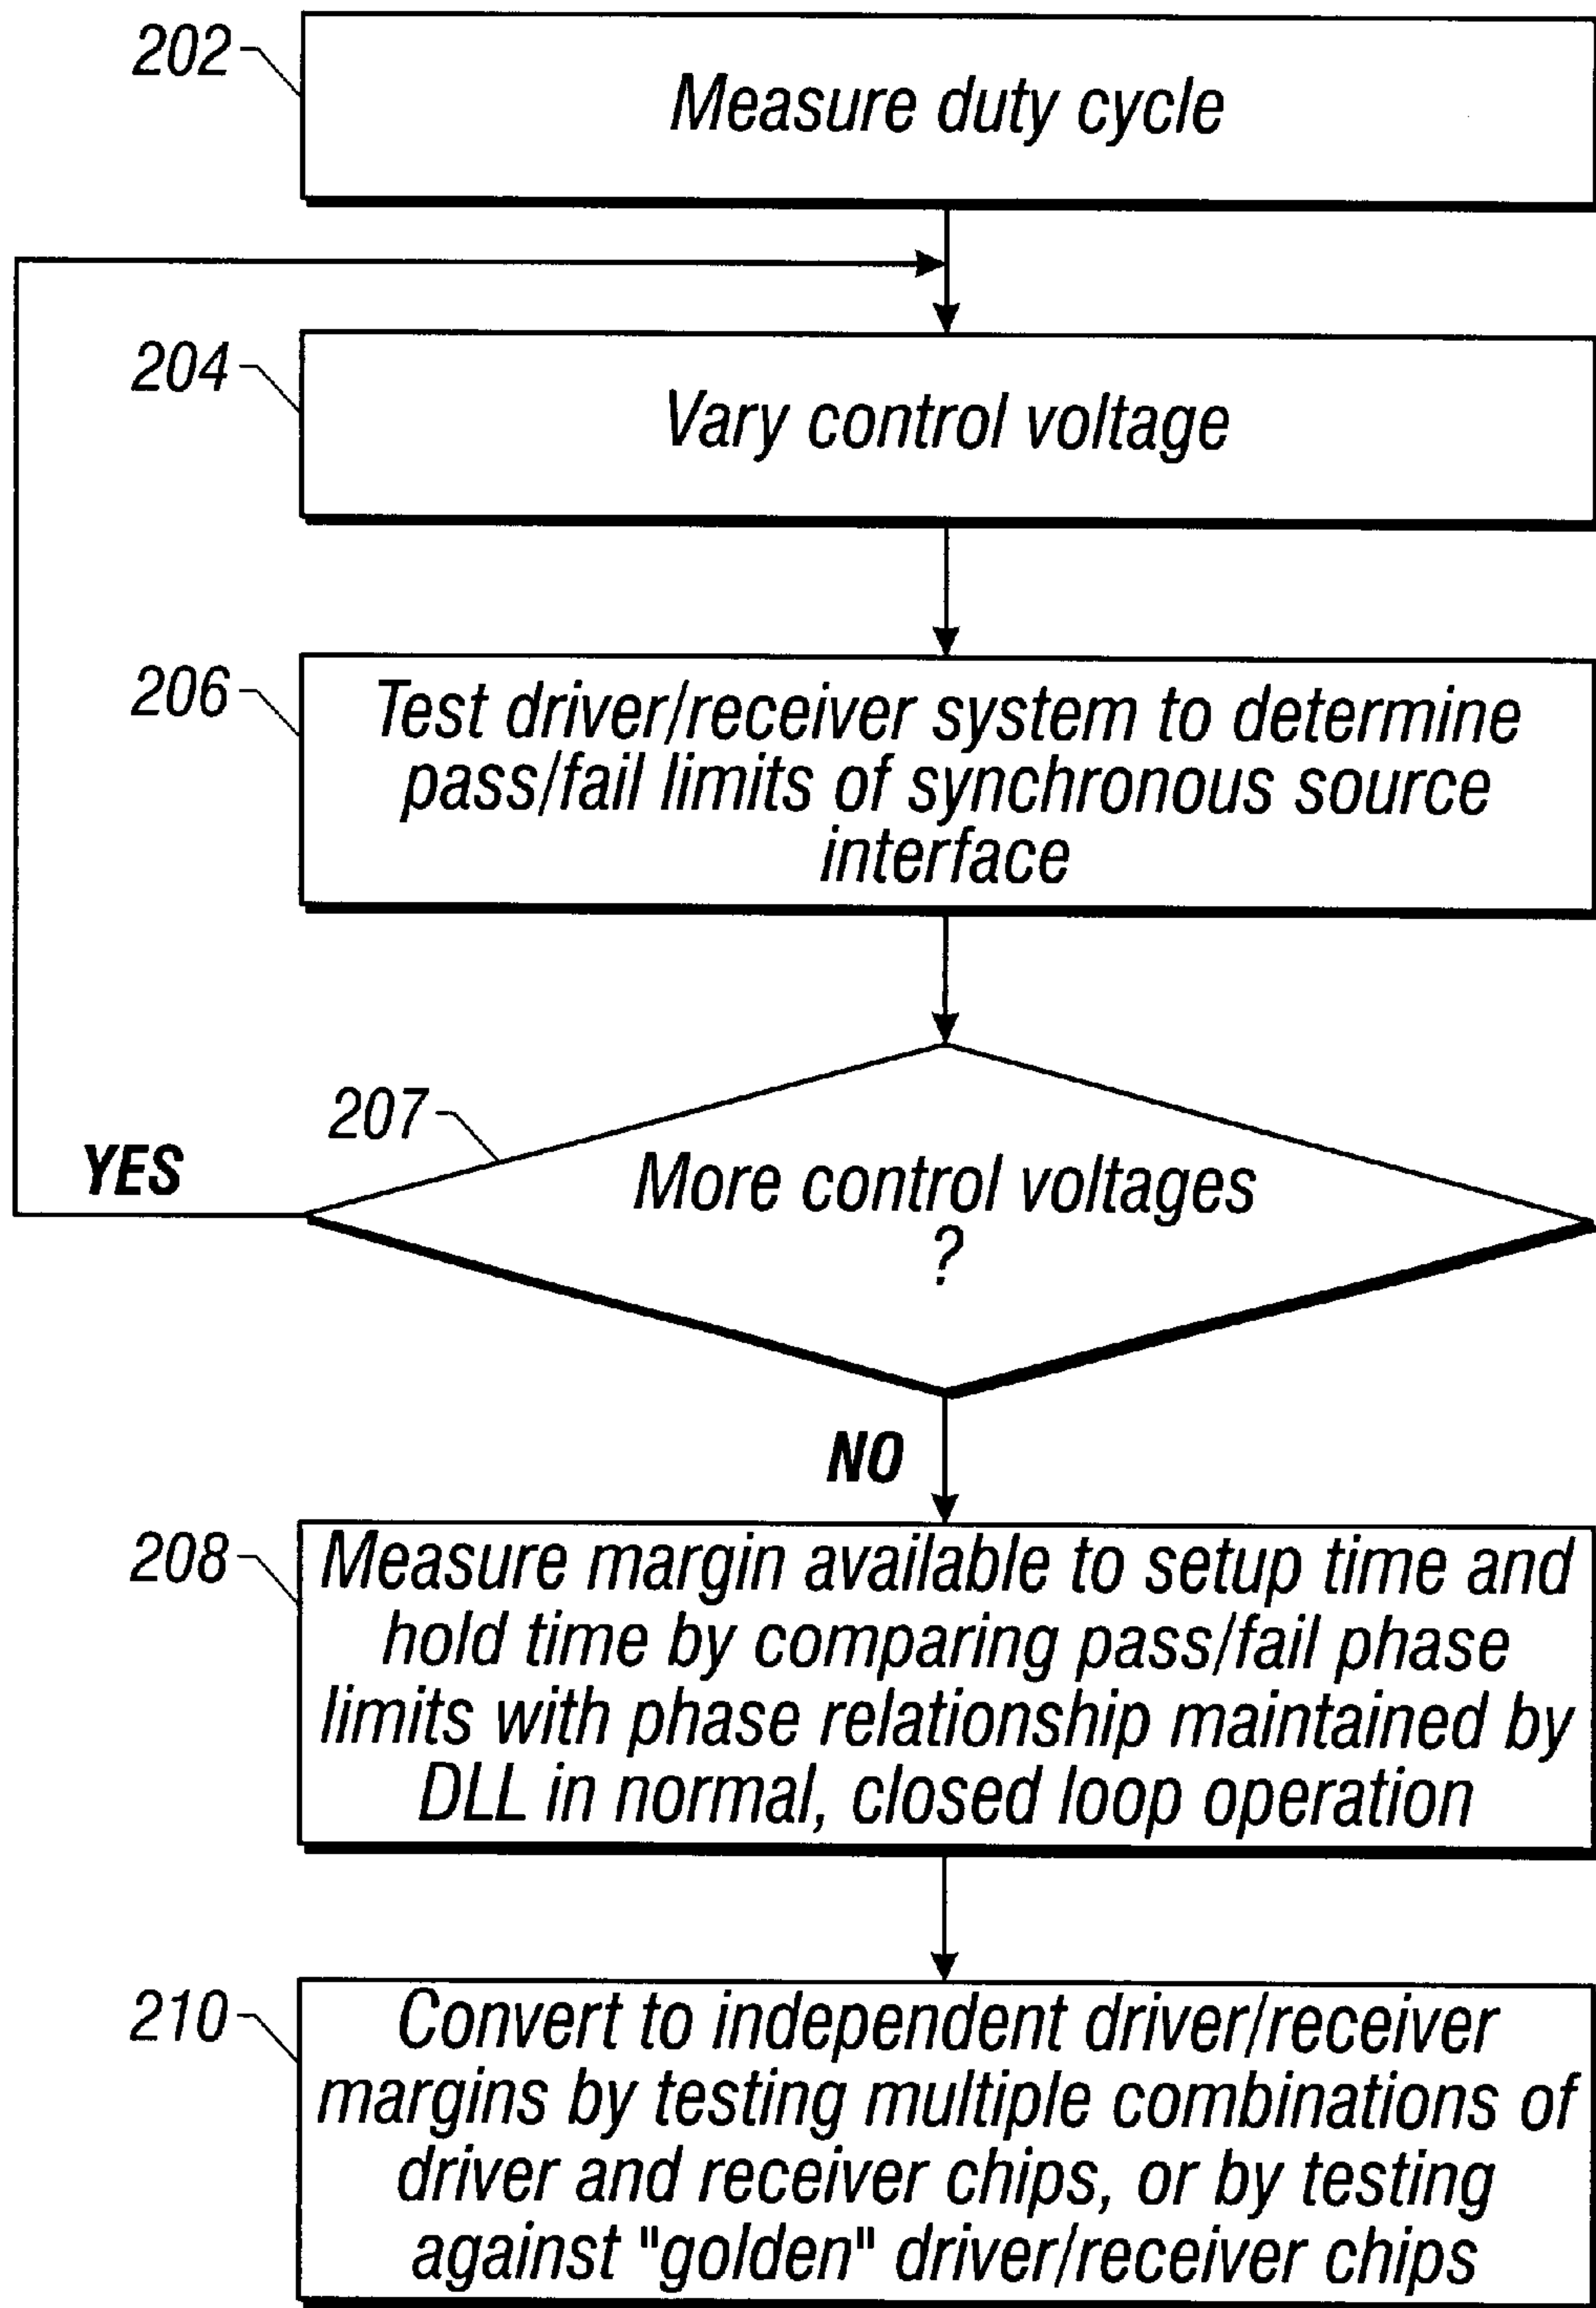 202
Measure duty cycle
204
Vary control voltage
206
Test driver/receiver system to determine
pass/fail limits of synchronous source
interface
207
YES
More control voltages
?
NO
208
Measure margin available to setup time and
hold time by comparing pass/fail phase
limits with phase relationship maintained by
DLL in normal, closed loop operation
210
Convert to independent driver/receiver
margins by testing multiple combinations of
driver and receiver chips, or by testing
against "golden" driver/receiver chips